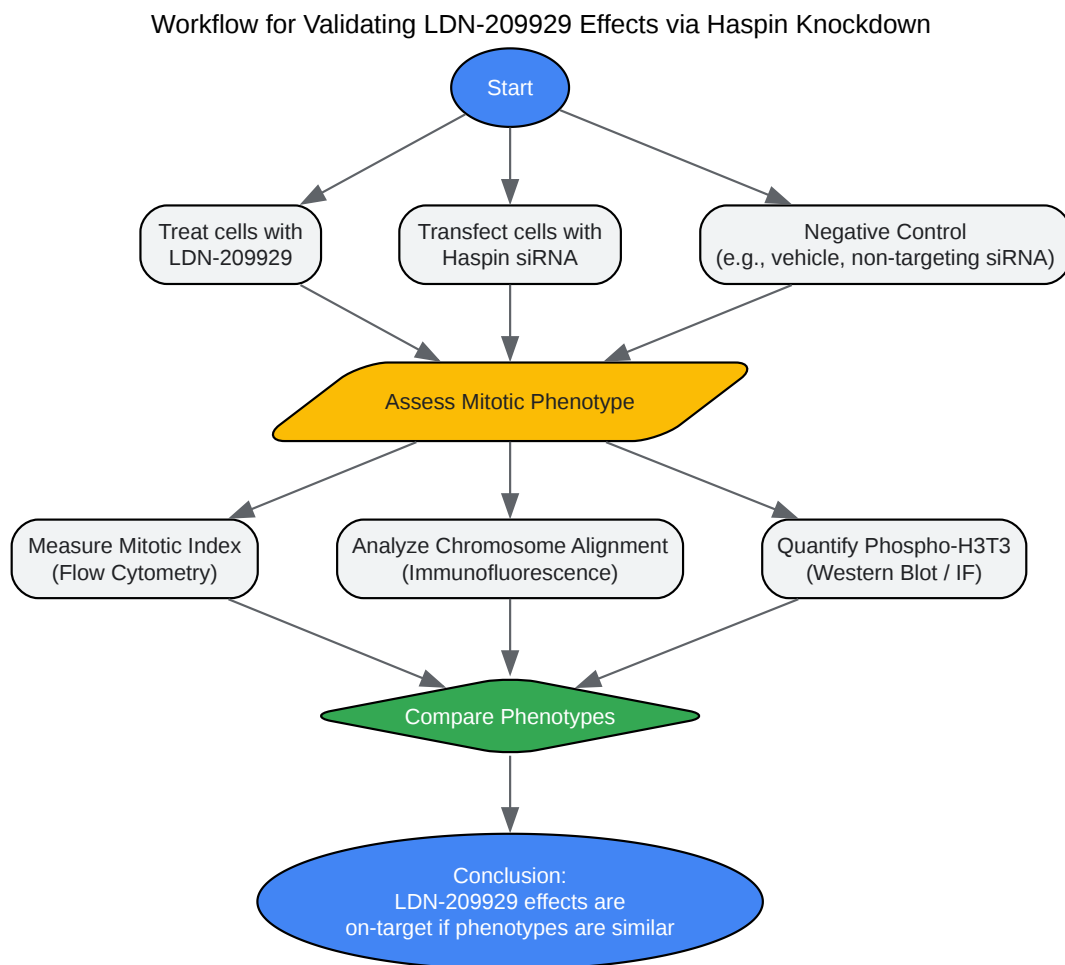 Workflow for Validating LDN-209929 Effects via Haspin Knockdown
Start
Treat cells with
LDN-209929
Transfect cells with
Haspin siRNA
Negative Control
(e.g., vehicle, non-targeting siRNA)
Assess Mitotic Phenotype
Measure Mitotic Index
(Flow Cytometry)
Analyze Chromosome Alignment
(Immunofluorescence)
Quantify Phospho-H3T3
(Western Blot / IF)
Compare Phenotypes
Conclusion:
LDN-209929 effects are
on-target if phenotypes are similar